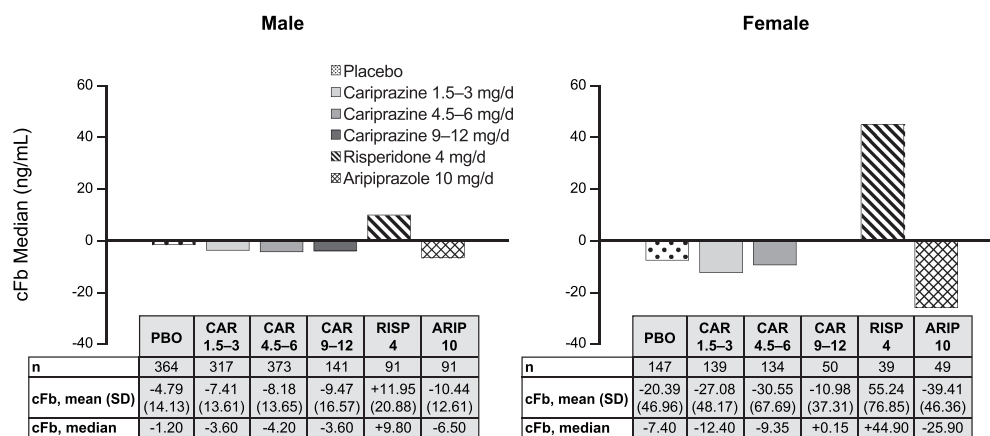 Male
Female
Placebo
Cariprazine 1.5–3 mg/d
Cariprazine 4.5–6 mg/d
Cariprazine 9–12 mg/d
Risperidone 4 mg/d
Aripiprazole 10 mg/d
cFb Median (ng/mL)
60
40
20
0
-20
-40
60
40
20
0
-20
-40
PBO CAR 1.5–3 CAR 4.5–6 CAR 9–12 RISP 4 ARIP 10
n 364 317 373 141 91 91
cFb, mean (SD) -4.79 (14.13) -7.41 (13.61) -8.18 (13.65) -9.47 (16.57) +11.95 (20.88) -10.44 (12.61)
cFb, median -1.20 -3.60 -4.20 -3.60 +9.80 -6.50
PBO CAR 1.5–3 CAR 4.5–6 CAR 9–12 RISP 4 ARIP 10
n 147 139 134 50 39 49
cFb, mean (SD) -20.39 (46.96) -27.08 (48.17) -30.55 (67.69) -10.98 (37.31) 55.24 (76.85) -39.41 (46.36)
cFb, median -7.40 -12.40 -9.35 +0.15 +44.90 -25.90